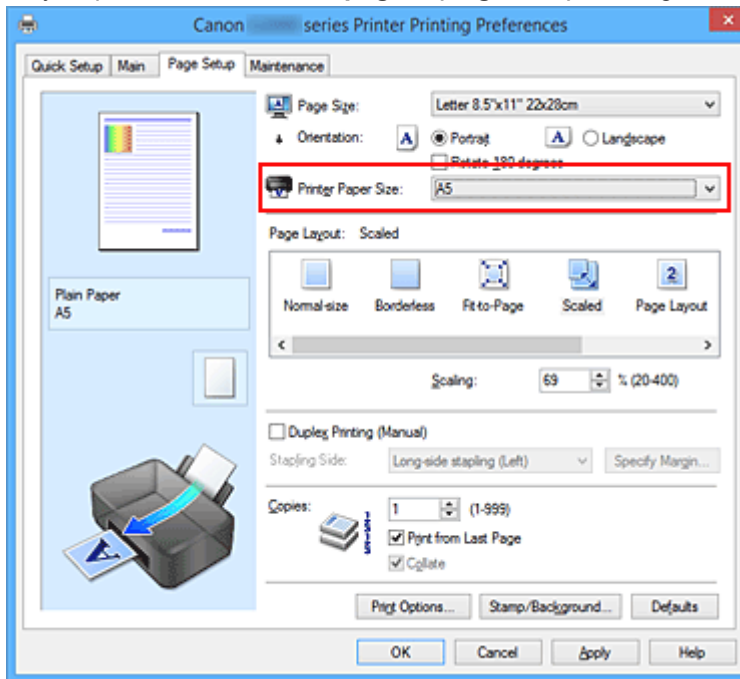 Canon series Printer Printing Preferences
Quick Setup Main Page Setup Maintenance
Page Size: Letter 8.5"x11" 22x28cm
Orientation: A Portrait A Landscape
Rotate 180 degrees
Printer Paper Size: A5
Page Layout: Scaled
Plain Paper
A5
2
Normal-size Borderless Fit-to-Page Scaled Page Layout
Scaling: 69 % (20-400)
Duplex Printing (Manual)
Stapling Side: Long-side stapling (Left) Specify Margin...
Copies: 1 (1-999)
Print from Last Page
Collate
A
Print Options... Stamp/Background... Defaults
OK Cancel Apply Help